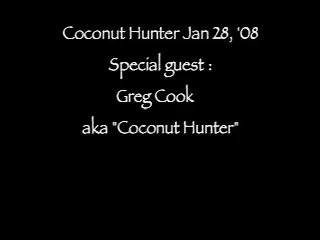 Coconut Hunter Jan 28, '08
Special guest :
Greg Cook
aka "Coconut Hunter"